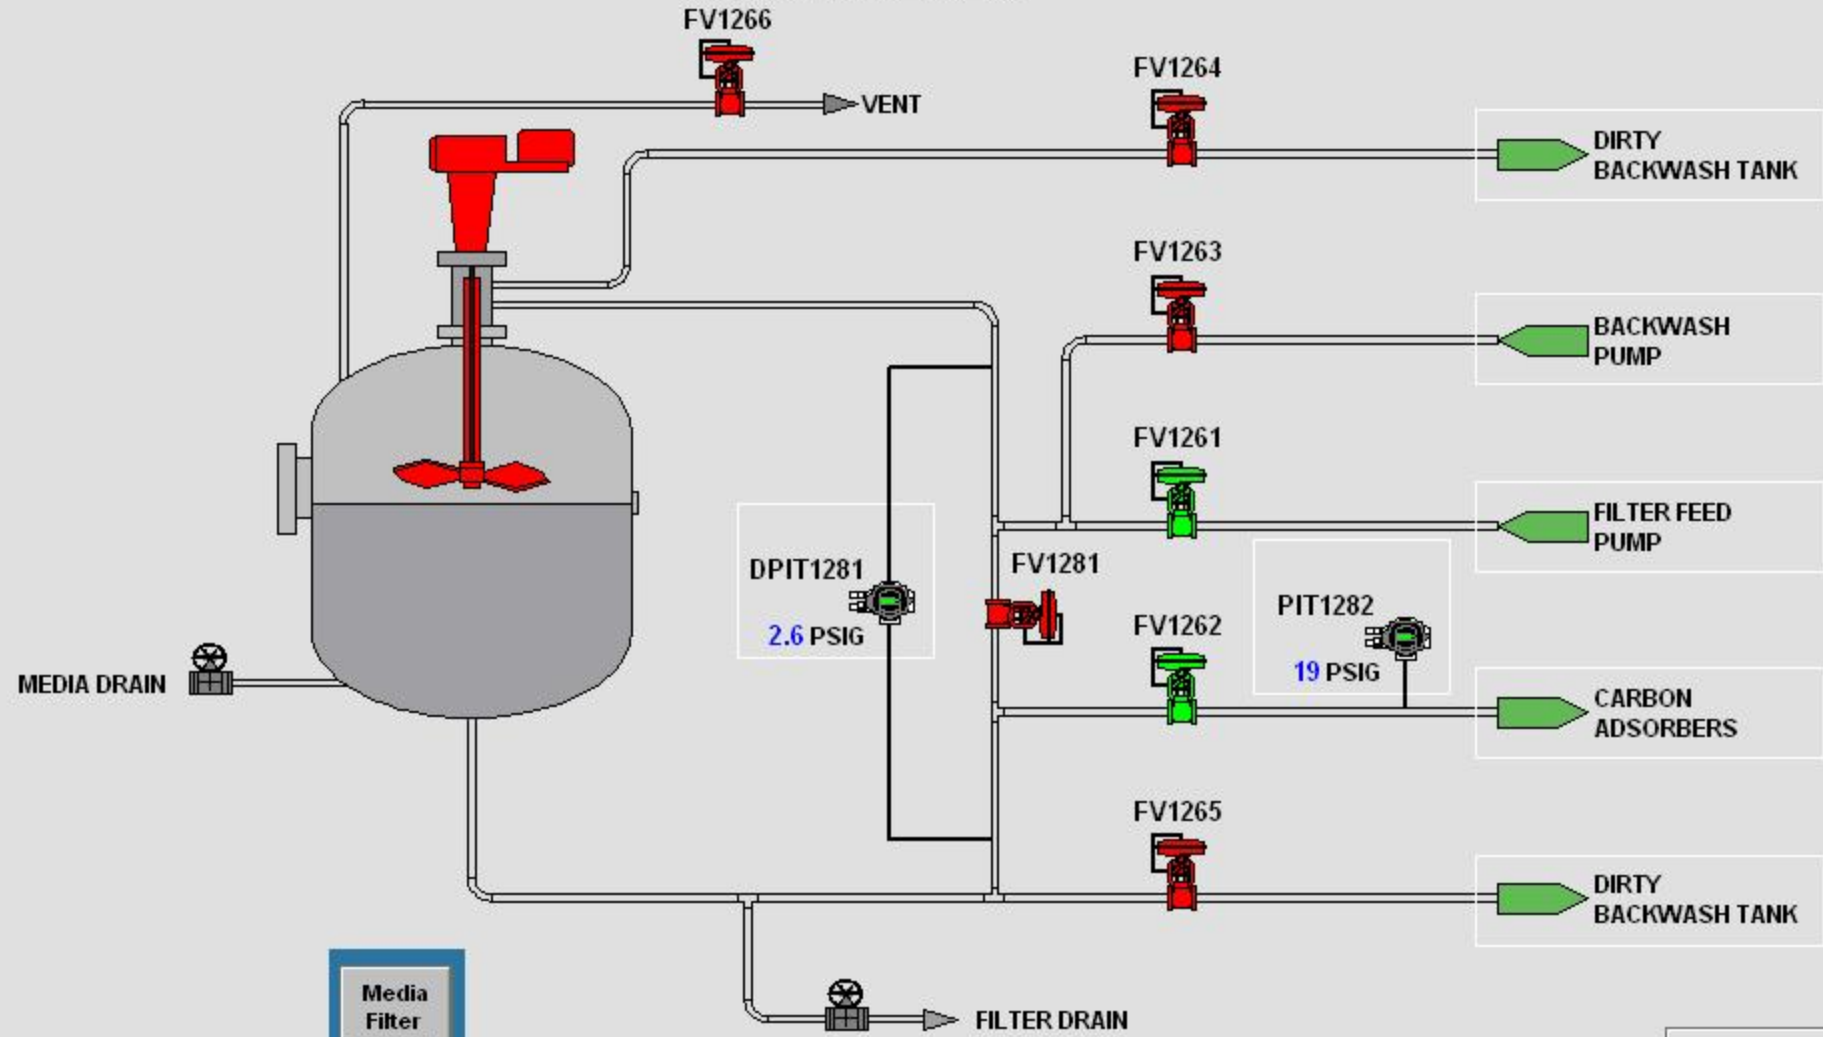 FV1266
VENT
FV1264
DIRTY
BACKWASH TANK
FV1263
BACKWASH
PUMP
FV1261
FILTER FEED
PUMP
DPIT1281
2.6 PSIG
FV1281
FV1262
PIT1282
19 PSIG
MEDIA DRAIN
CARBON
ADSORBERS
FV1265
DIRTY
BACKWASH TANK
Media
Filter
FILTER DRAIN